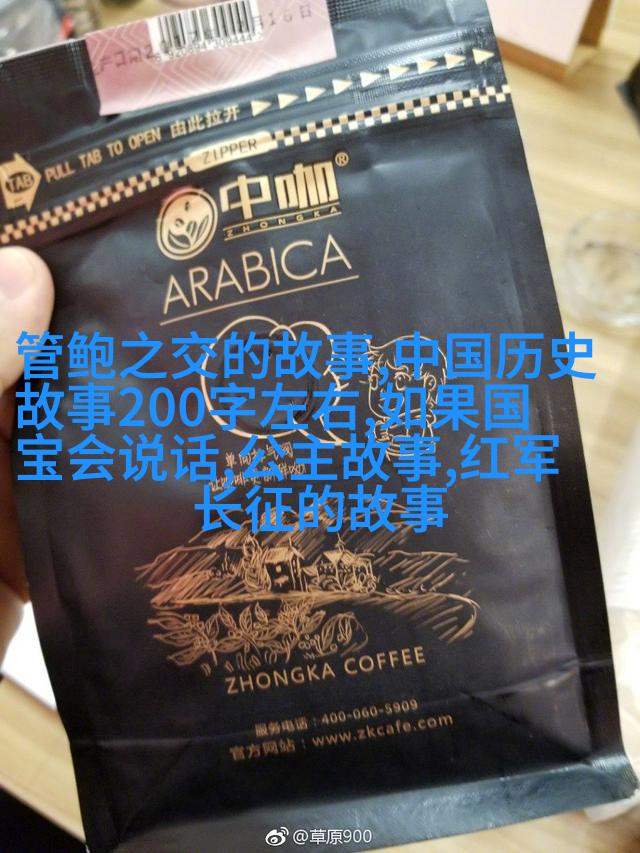 PULL TAB TO OPEN 由此拉开
TAB
ZIPPER
中咖®
ZHONGKA
ARABICA
管鲍之交的故事,中国历史
故事200字左右,如果国
宝会说话,公主故事,红军
长征的故事
ZHONGKA COFFEE
服务电话:400-060-5909
官方网站:www.zkcafe.com
@草原900